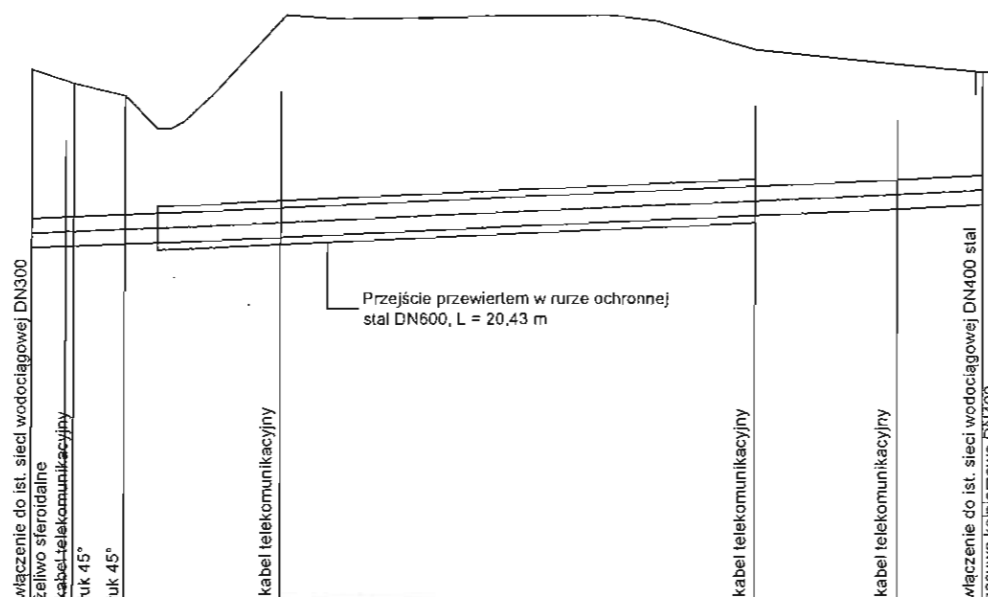 Przejście przewiertem w rurze ochronnej
stal DN600, L = 20,43 m
włączenie do ist. sieci wodociągowej DN300
żeliwo sferoidalne
kabel telekomunikacyjny
łuk 45°
łuk 45°
kabel telekomunikacyjny
kabel telekomunikacyjny
kabel telekomunikacyjny
włączenie do ist. sieci wodociągowej DN400 stal